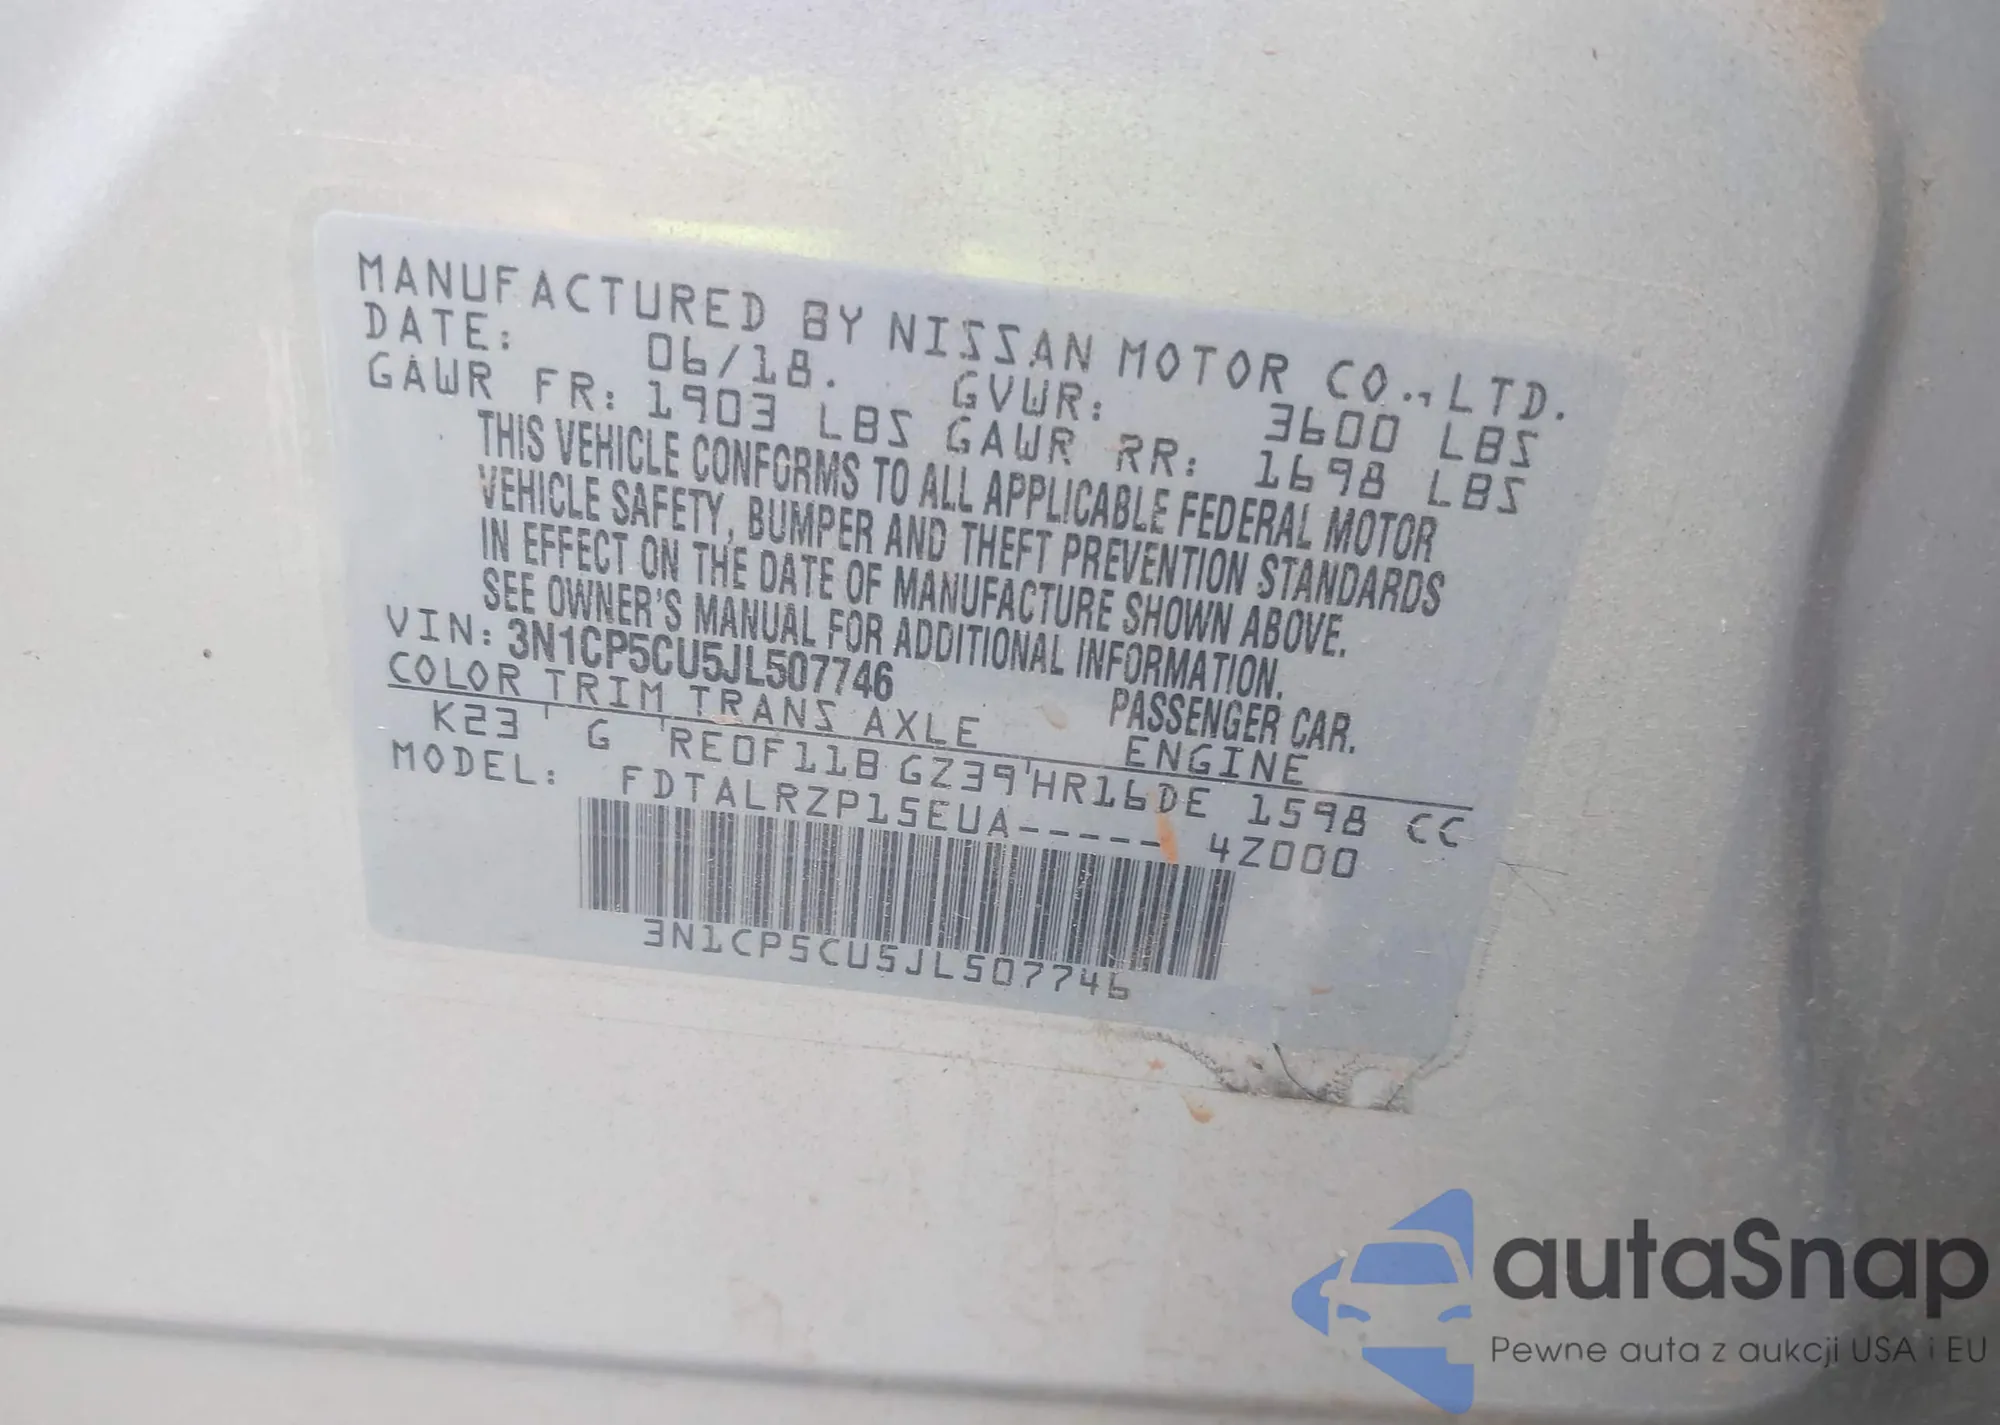 MANUFACTURED BY NISSAN MOTOR CO.,LTD.
DATE: 06/18. GVWR: 3600 LBS
GAWR FR: 1903 LBS GAWR RR: 1698 LBS
THIS VEHICLE CONFORMS TO ALL APPLICABLE FEDERAL MOTOR
VEHICLE SAFETY, BUMPER AND THEFT PREVENTION STANDARDS
IN EFFECT ON THE DATE OF MANUFACTURE SHOWN ABOVE.
SEE OWNER'S MANUAL FOR ADDITIONAL INFORMATION.
VIN: 3N1CP5CU5JL507746 PASSENGER CAR.
COLOR TRIM TRANS AXLE ENGINE
K23 G RE0F11B GZ39 HR16DE 1598 CC
MODEL: FDTALRZP15EUA----- 4Z000
3N1CP5CU5JL507746
autaSnap
Pewne auta z aukcji USA i EU